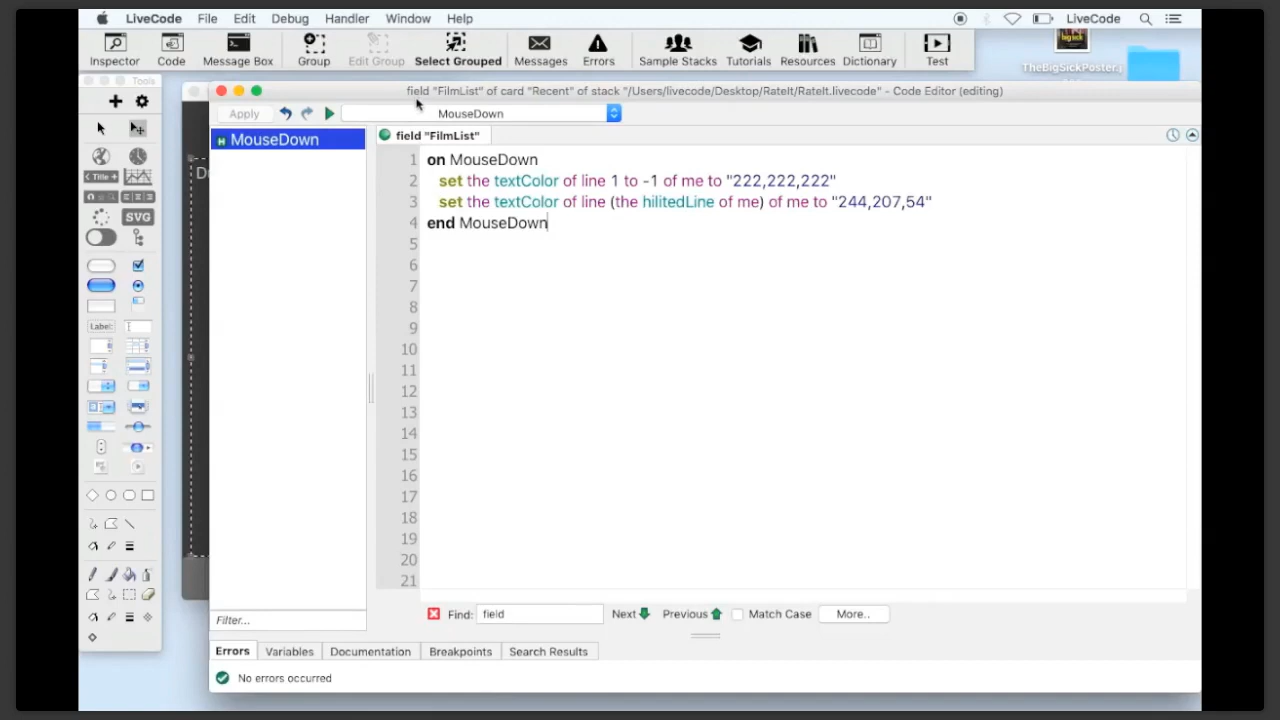 LiveCode File Edit Debug Handler Window Help LiveCode
Inspector Code Message Box Group Edit Group Select Grouped Messages Errors Sample Stacks Tutorials Resources Dictionary Test
TheBigSickPoster.j
Tools
field "FilmList" of card "Recent" of stack "/Users/livecode/Desktop/RateIt/RateIt.livecode" - Code Editor (editing)
Apply MouseDown
MouseDown
field "FilmList"
1 on MouseDown
2 set the textColor of line 1 to -1 of me to "222,222,222"
3 set the textColor of line (the hilitedLine of me) of me to "244,207,54"
4 end MouseDown
5
6
7
8
9
10
11
12
13
14
15
16
17
18
19
20
21
< Title +
SVG
Label:
Find: field Next Previous Match Case More..
Filter...
Errors Variables Documentation Breakpoints Search Results
No errors occurred